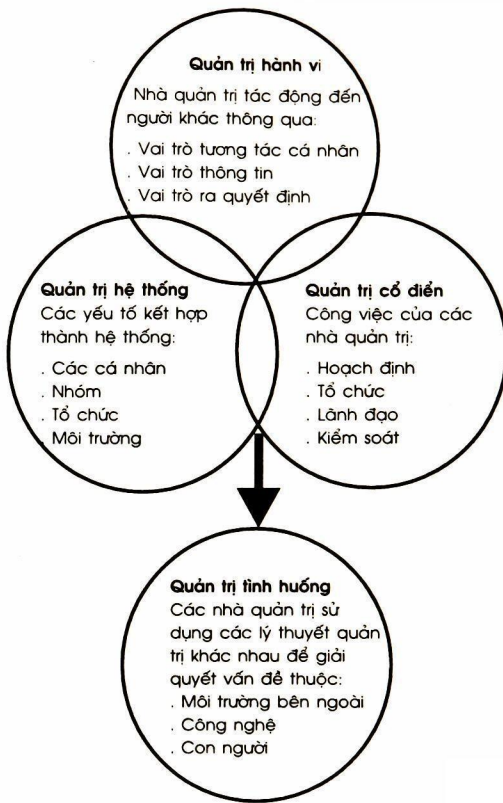 Quản trị hành vi
Nhà quản trị tác động đến
người khác thông qua:
. Vai trò tương tác cá nhân
. Vai trò thông tin
. Vai trò ra quyết định
Quản trị hệ thống
Các yếu tố kết hợp
thành hệ thống:
. Các cá nhân
. Nhóm
. Tổ chức
. Môi trường
Quản trị cổ điển
Công việc của các
nhà quản trị:
. Hoạch định
. Tổ chức
. Lãnh đạo
. Kiểm soát
Quản trị tình huống
Các nhà quản trị sử
dụng các lý thuyết quản
trị khác nhau để giải
quyết vấn đề thuộc:
. Môi trường bên ngoài
. Công nghệ
. Con người